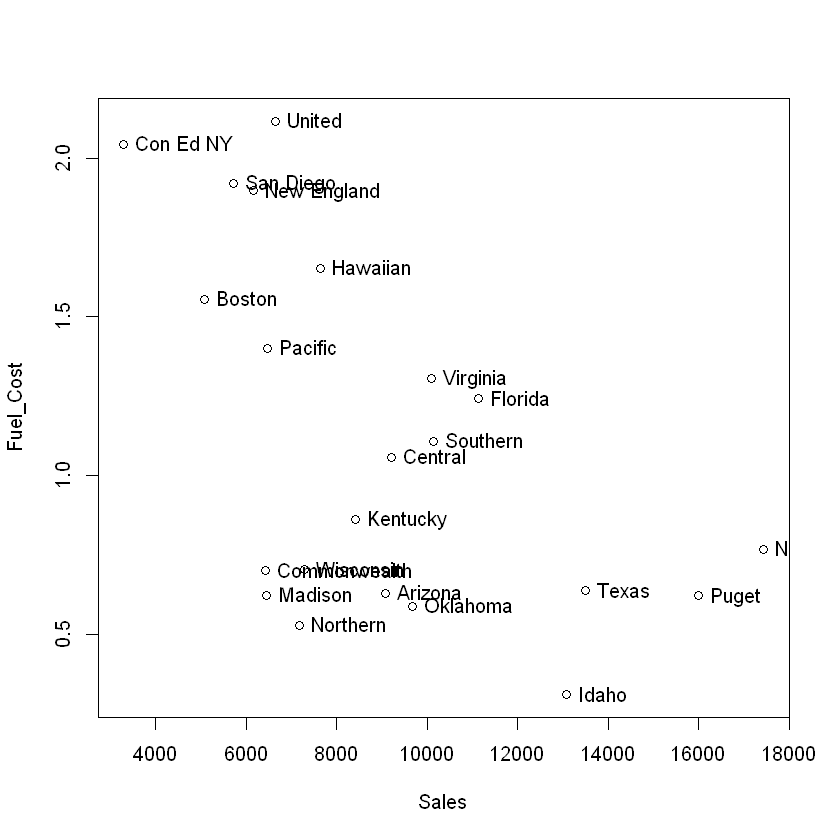 United
Con Ed NY
San Diego
New England
Hawaiian
Boston
Pacific
Virginia
Florida
Southern
Central
Kentucky
N
Wisconsin
Commonwealth
Madison
Arizona
Texas
Puget
Oklahoma
Northern
Idaho
2.0
1.5
1.0
0.5
Fuel_Cost
4000 6000 8000 10000 12000 14000 16000 18000
Sales